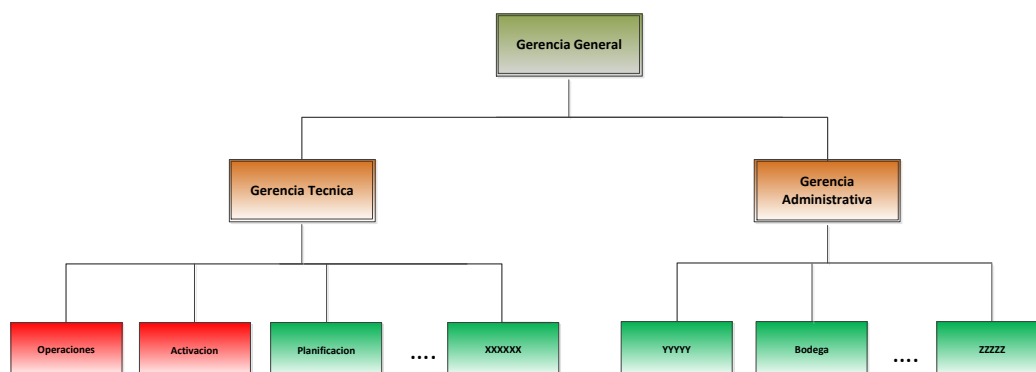 Gerencia General
Gerencia Tecnica
Gerencia
Administrativa
Operaciones
Activacion
Planificacion
....
XXXXXX
YYYYY
Bodega
....
ZZZZZ